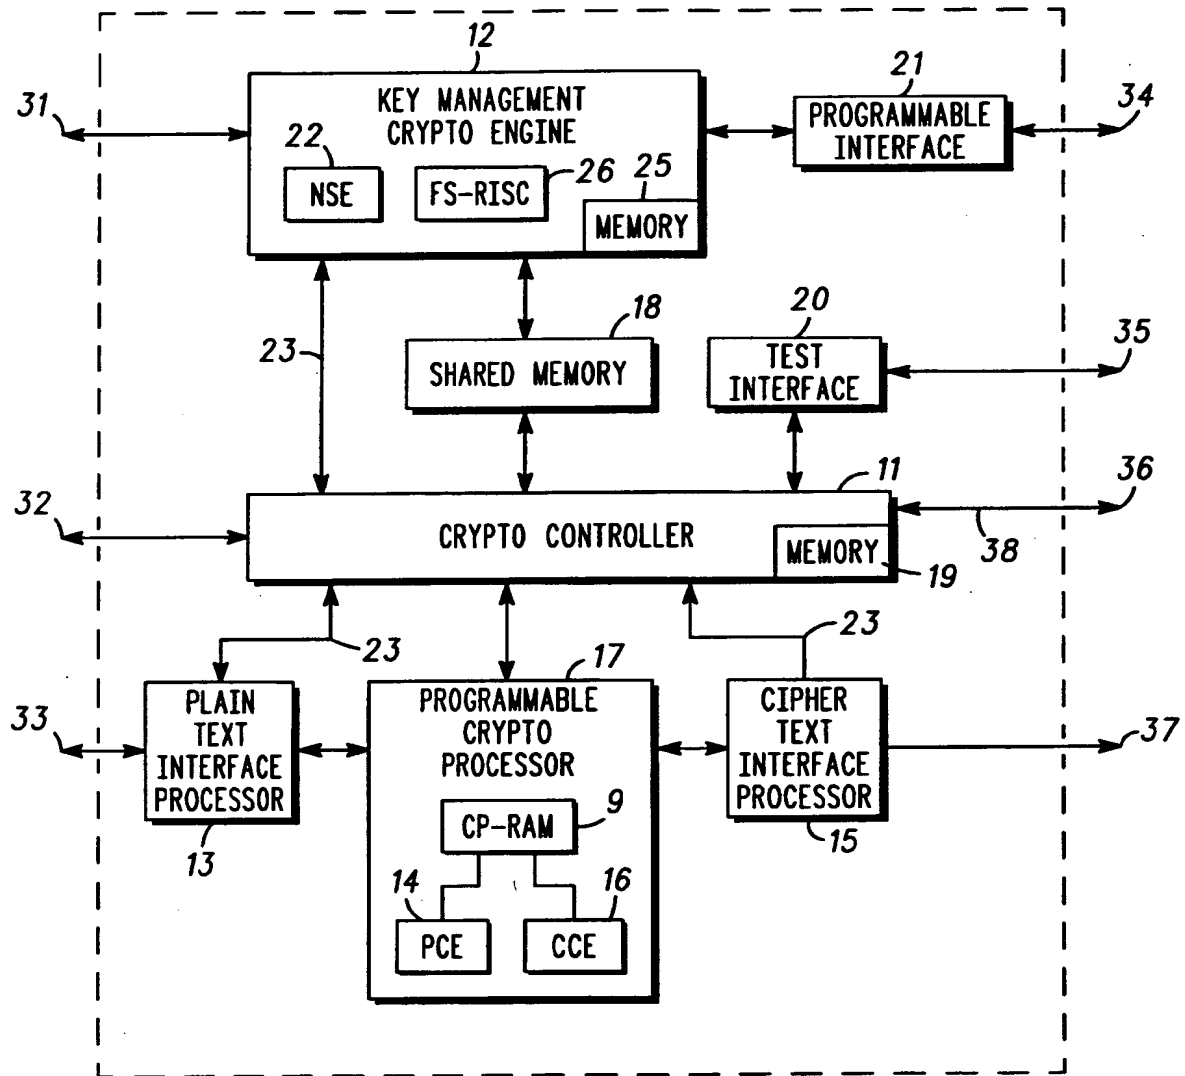 12
21
31
KEY MANAGEMENT
CRYPTO ENGINE
PROGRAMMABLE
INTERFACE
34
22
26
25
NSE
FS-RISC
MEMORY
23
18
20
35
SHARED MEMORY
TEST
INTERFACE
11
36
32
CRYPTO CONTROLLER
MEMORY
38
19
23
17
23
33
PLAIN
TEXT
INTERFACE
PROCESSOR
PROGRAMMABLE
CRYPTO
PROCESSOR
CIPHER
TEXT
INTERFACE
PROCESSOR
37
9
CP-RAM
13
15
14
16
PCE
CCE